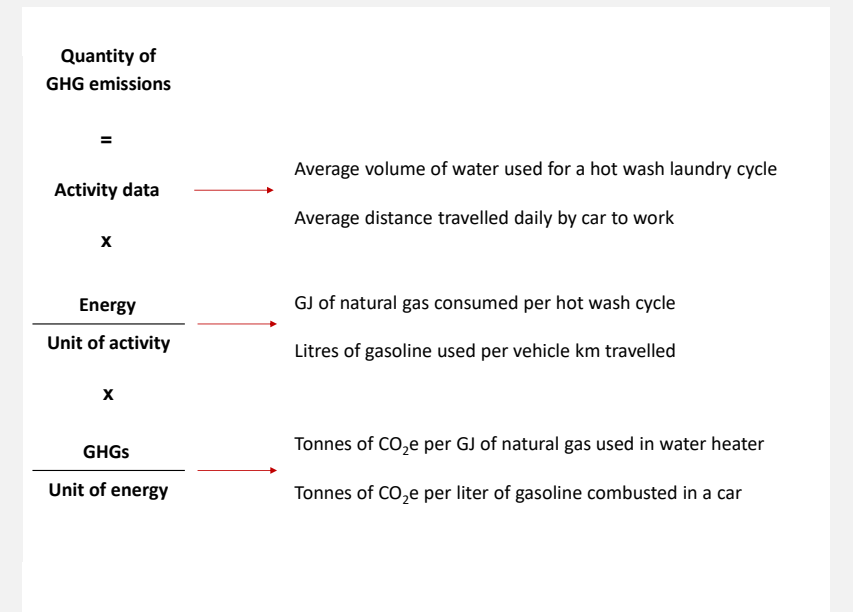 Quantity of
GHG emissions
=
Activity data
Average volume of water used for a hot wash laundry cycle
Average distance travelled daily by car to work
x
Energy
Unit of activity
GJ of natural gas consumed per hot wash cycle
Litres of gasoline used per vehicle km travelled
x
GHGs
Unit of energy
Tonnes of CO₂e per GJ of natural gas used in water heater
Tonnes of CO₂e per liter of gasoline combusted in a car